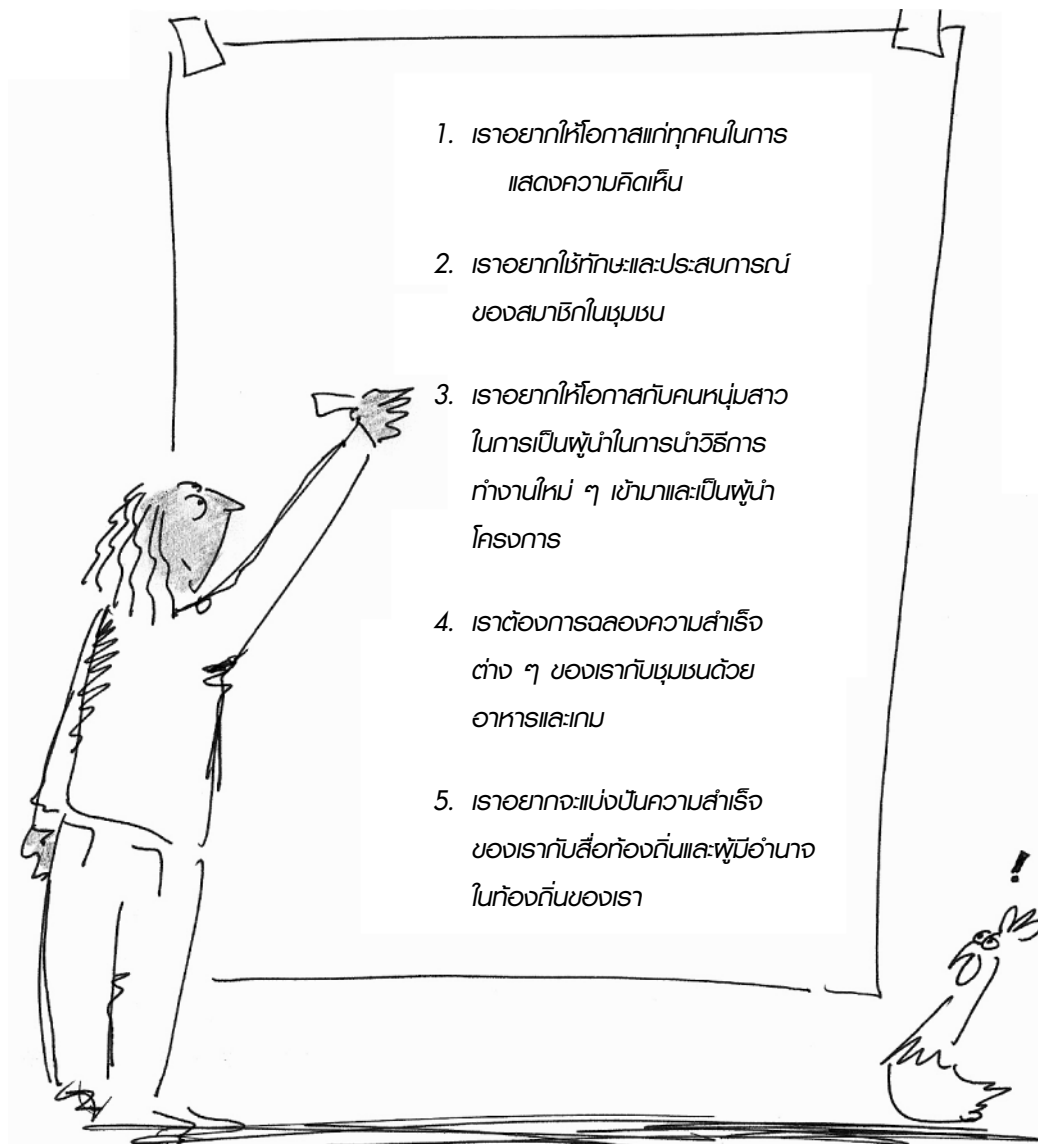 1. เราอยากให้โอกาสแก่ทุกคนในการ
แสดงความคิดเห็น
2. เราอยากใช้ทักษะและประสบการณ์
ของสมาชิกในชุมชน
3. เราอยากให้โอกาสกับคนหนุ่มสาว
ในการเป็นผู้นำในการนำวิธีการ
ทำงานใหม่ ๆ เข้ามาและเป็นผู้นำ
โครงการ
4. เราต้องการฉลองความสำเร็จ
ต่าง ๆ ของเรากับชุมชนด้วย
อาหารและเกม
5. เราอยากจะแบ่งปันความสำเร็จ
ของเรากับสื่อท้องถิ่นและผู้มีอำนาจ
ในท้องถิ่นของเรา
!